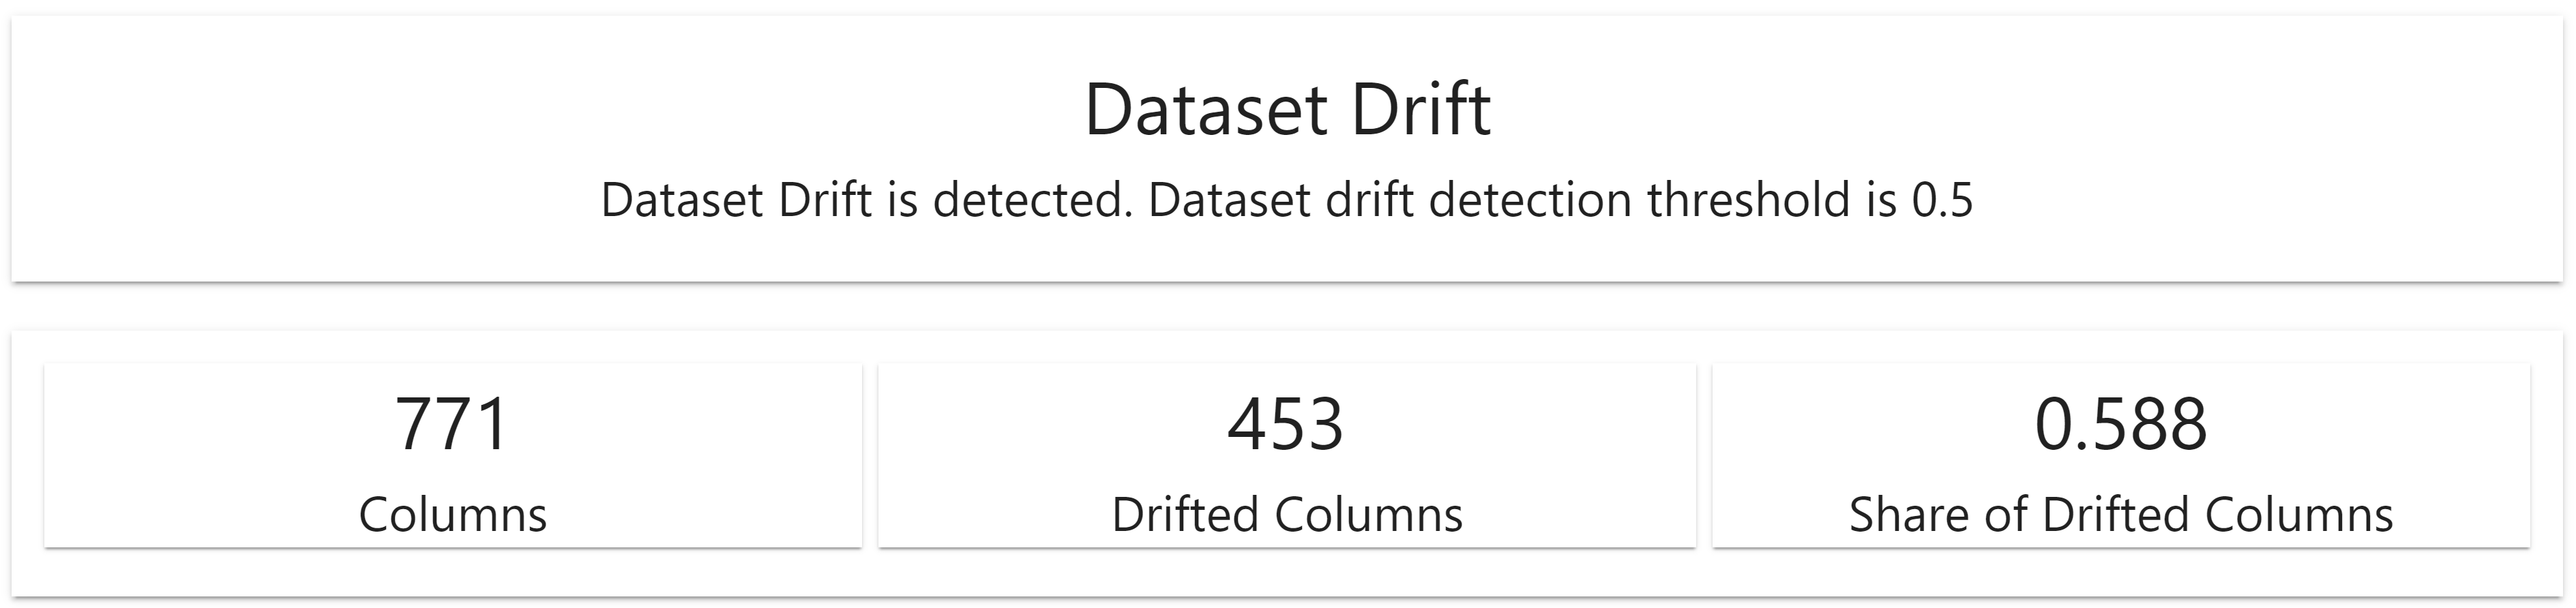 Dataset Drift
Dataset Drift is detected. Dataset drift detection threshold is 0.5
771
Columns
453
Drifted Columns
0.588
Share of Drifted Columns